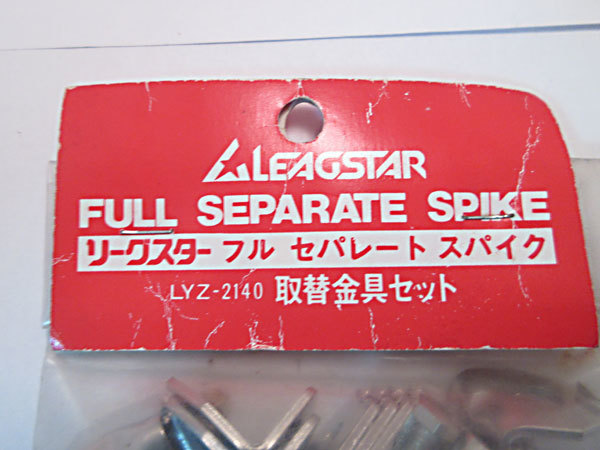 LEAGSTAR
FULL SEPARATE SPIKE
リーグスター フル セパレート スパイク
LYZ-2140 取替金具セット